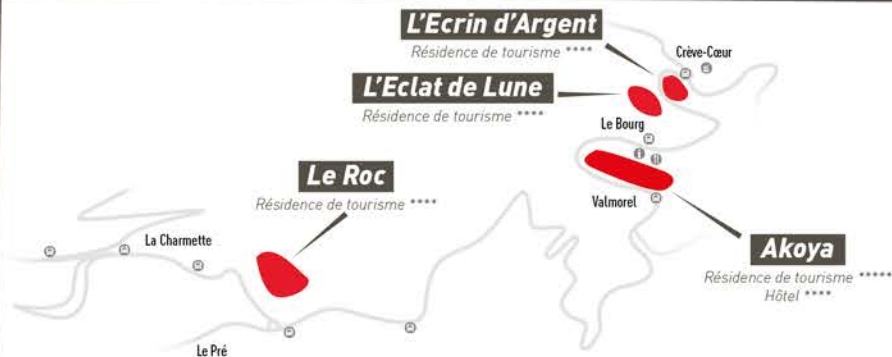 L'Ecrin d'Argent
Résidence de tourisme ****
Crève-Cœur
L'Eclat de Lune
Résidence de tourisme ****
Le Bourg
Le Roc
Résidence de tourisme ****
Valmorel
La Charmette
Akoya
Résidence de tourisme *****
Hôtel ****
Le Pré